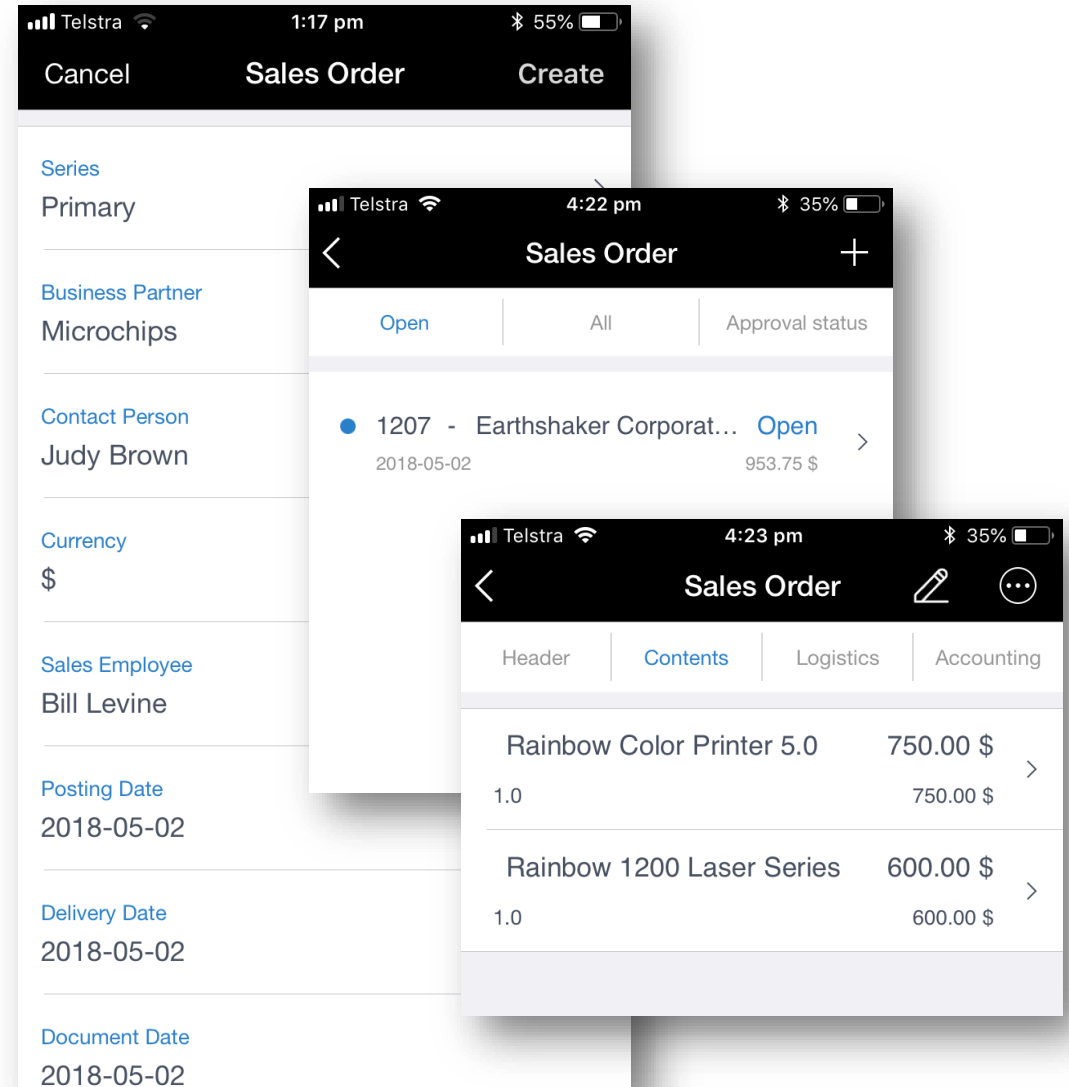 Telstra 1:17 pm 55%
Cancel Sales Order Create
Series
Primary
Business Partner
Microchips
Contact Person
Judy Brown
Currency
$
Sales Employee
Bill Levine
Posting Date
2018-05-02
Delivery Date
2018-05-02
Document Date
2018-05-02
Telstra 4:22 pm 35%
Sales Order
Open All Approval status
1207 - Earthshaker Corporat... Open
2018-05-02 953.75 $
Telstra 4:23 pm 35%
Sales Order
Header Contents Logistics Accounting
Rainbow Color Printer 5.0 750.00 $
1.0 750.00 $
Rainbow 1200 Laser Series 600.00 $
1.0 600.00 $